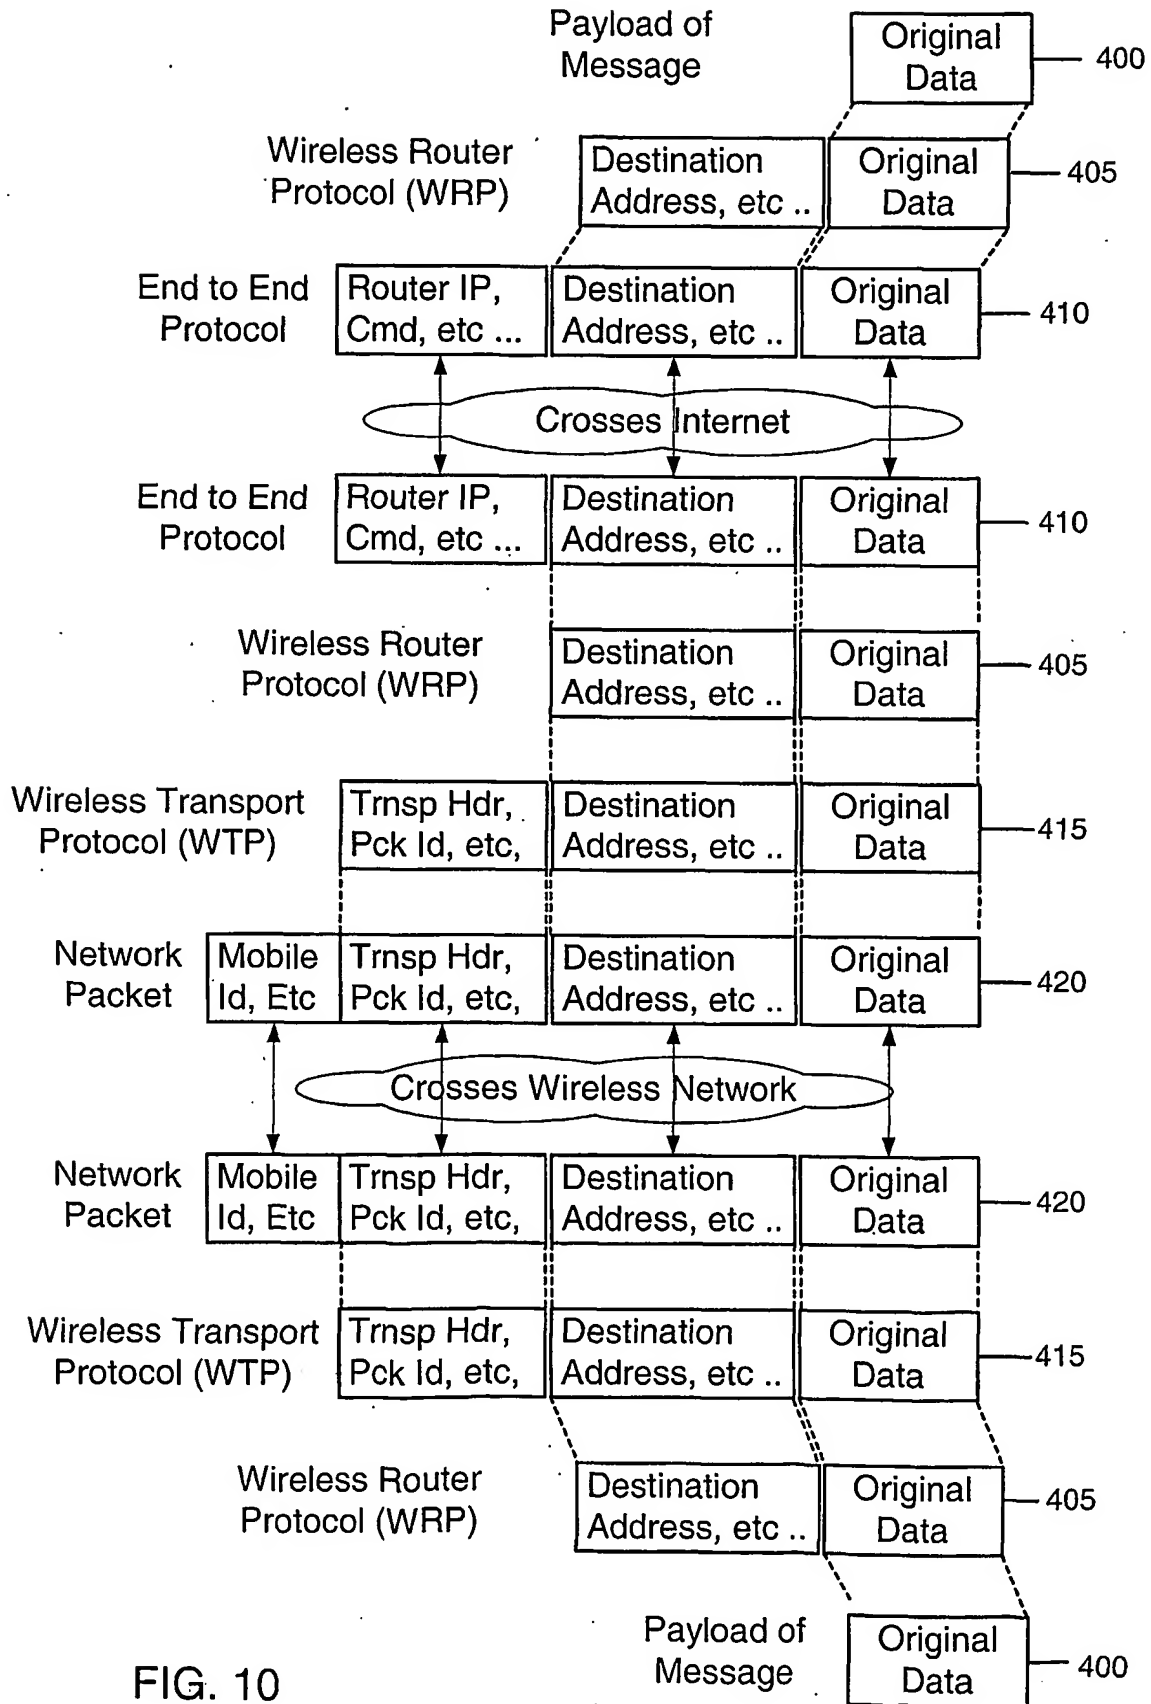 Payload of
Message
Original
Data
400
Wireless Router
Protocol (WRP)
Destination
Address, etc ..
Original
Data
405
End to End
Protocol
Router IP,
Cmd, etc ...
Destination
Address, etc ..
Original
Data
410
Crosses Internet
End to End
Protocol
Router IP,
Cmd, etc ...
Destination
Address, etc ..
Original
Data
410
Wireless Router
Protocol (WRP)
Destination
Address, etc ..
Original
Data
405
Wireless Transport
Protocol (WTP)
Trnsp Hdr,
Pck Id, etc,
Destination
Address, etc ..
Original
Data
415
Network
Packet
Mobile
Id, Etc
Trnsp Hdr,
Pck Id, etc,
Destination
Address, etc ..
Original
Data
420
Crosses Wireless Network
Network
Packet
Mobile
Id, Etc
Trnsp Hdr,
Pck Id, etc,
Destination
Address, etc ..
Original
Data
420
Wireless Transport
Protocol (WTP)
Trnsp Hdr,
Pck Id, etc,
Destination
Address, etc ..
Original
Data
415
Wireless Router
Protocol (WRP)
Destination
Address, etc ..
Original
Data
405
Payload of
Message
Original
Data
400
FIG. 10